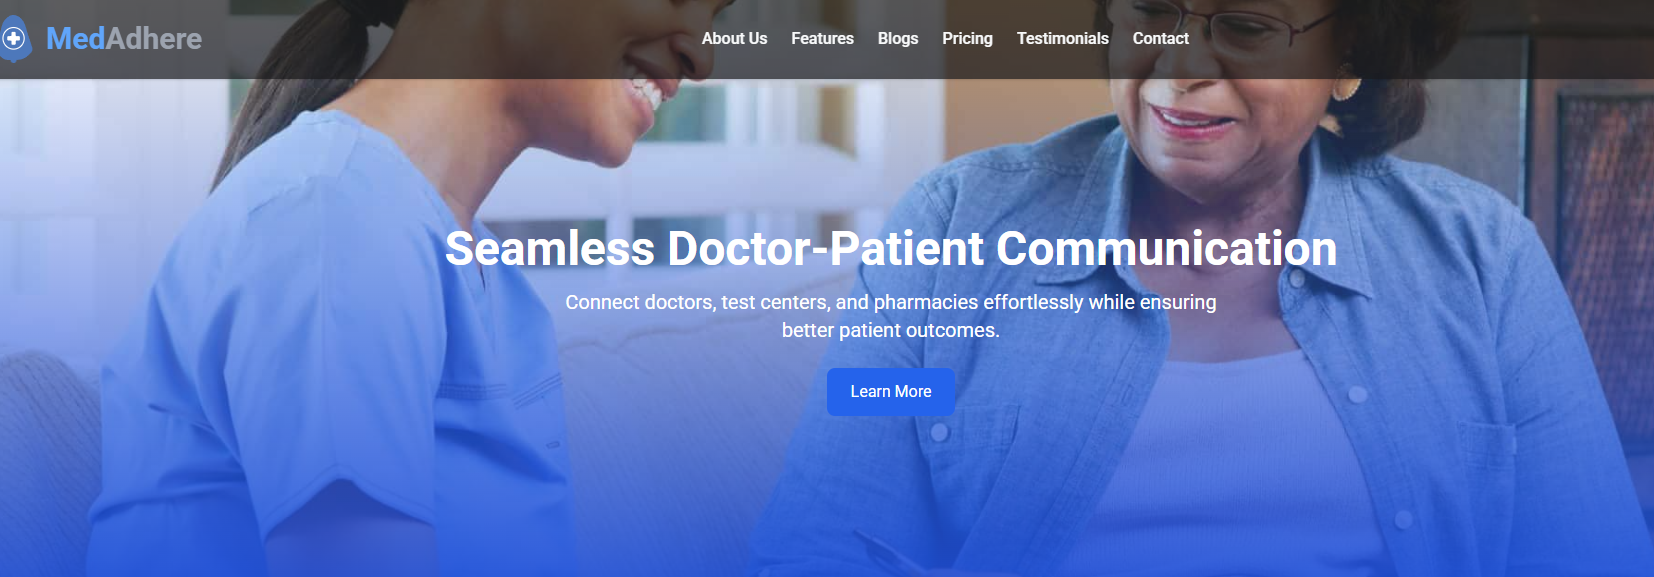 MedAdhere
About Us Features Blogs Pricing Testimonials Contact
Seamless Doctor-Patient Communication
Connect doctors, test centers, and pharmacies effortlessly while ensuring
better patient outcomes.
Learn More